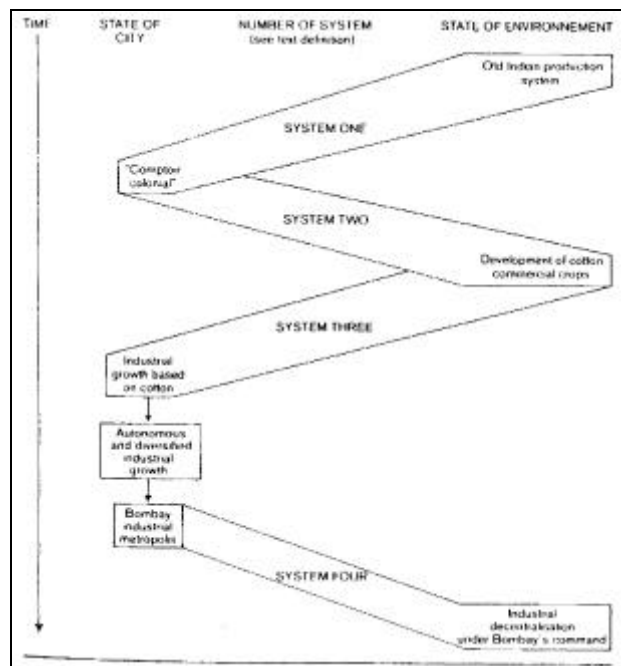 TIME
STATE OF
CITY
NUMBER OF SYSTEM
(see text definition)
STATE OF ENVIRONNEMENT
Old Indian production
system
SYSTEM ONE
"Comptoir
colonial"
SYSTEM TWO
Development of cotton
commercial crops
SYSTEM THREE
Industrial
growth based
on cotton
Autonomous
and diversified
industrial
growth
Bombay
industrial
metropolis
SYSTEM FOUR
Industrial
decentralisation
under Bombay's command